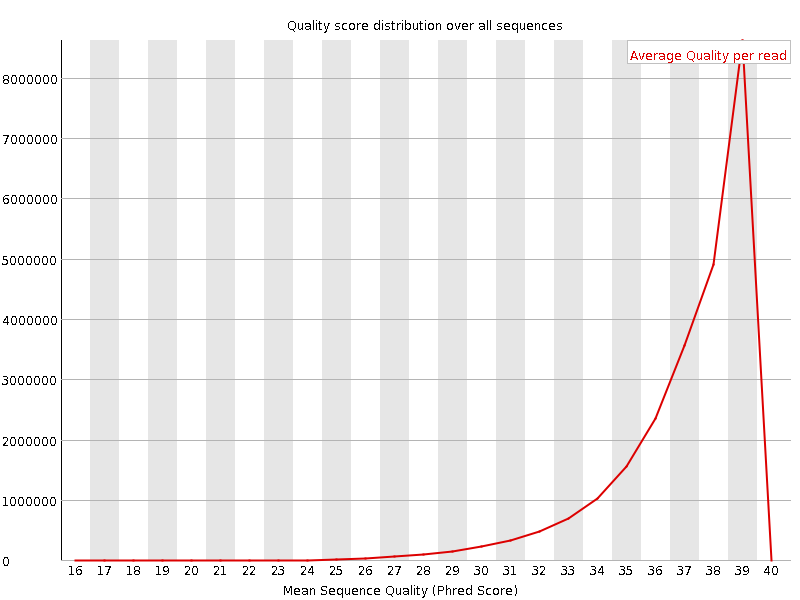 Quality score distribution over all sequences
Average Quality per read
8000000
7000000
6000000
5000000
4000000
3000000
2000000
1000000
0
16 17 18 19 20 21 22 23 24 25 26 27 28 29 30 31 32 33 34 35 36 37 38 39 40
Mean Sequence Quality (Phred Score)